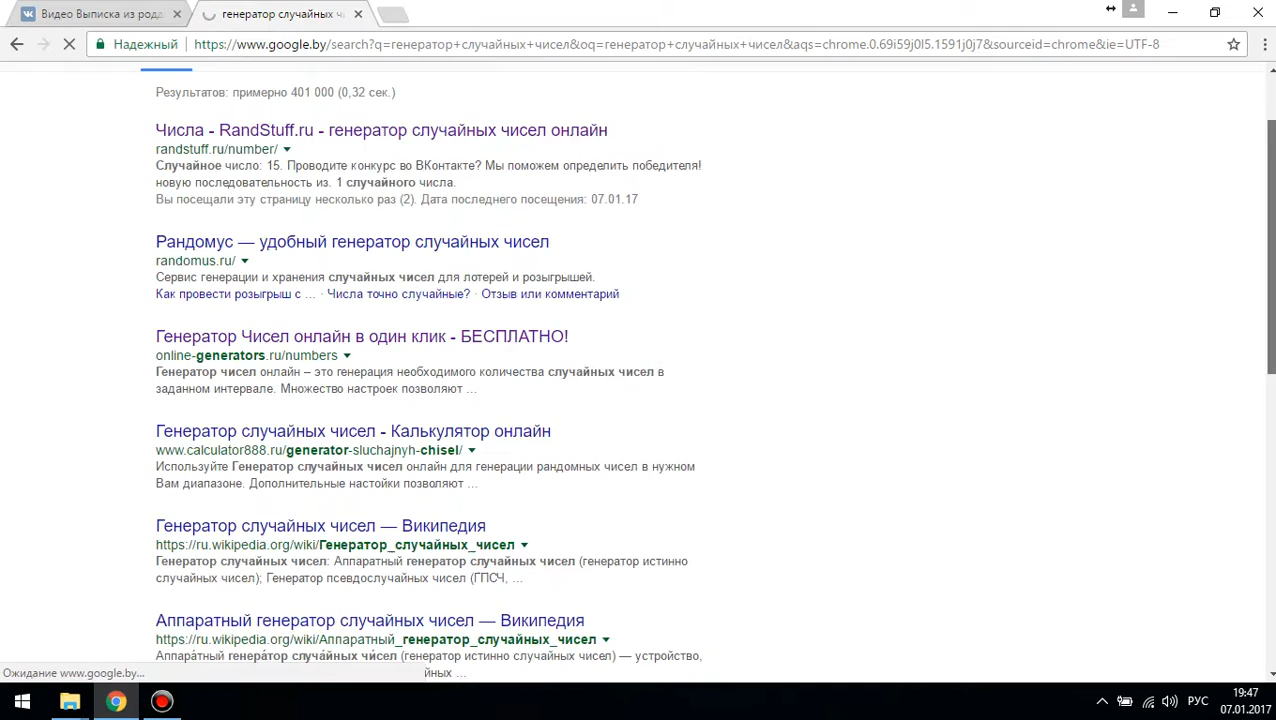 Видео Выписка из родд
генератор случайных ч
Надежный
https://www.google.by/search?q=генератор+случайных+чисел&oq=генератор+случайных+чисел&aqs=chrome.0.69i59j0l5.1591j0j7&sourceid=chrome&ie=UTF-8
Результатов: примерно 401 000 (0,32 сек.)
Числа - RandStuff.ru - генератор случайных чисел онлайн
randstuff.ru/number/
Случайное число: 15. Проводите конкурс во ВКонтакте? Мы поможем определить победителя!
новую последовательность из. 1 случайного числа.
Вы посещали эту страницу несколько раз (2). Дата последнего посещения: 07.01.17
Рандомус — удобный генератор случайных чисел
randomus.ru/
Сервис генерации и хранения случайных чисел для лотерей и розыгрышей.
Как провести розыгрыш с ... · Числа точно случайные? · Отзыв или комментарий
Генератор Чисел онлайн в один клик - БЕСПЛАТНО!
online-generators.ru/numbers
Генератор чисел онлайн – это генерация необходимого количества случайных чисел в
заданном интервале. Множество настроек позволяют ...
Генератор случайных чисел - Калькулятор онлайн
www.calculator888.ru/generator-sluchajnyh-chisel/
Используйте Генератор случайных чисел онлайн для генерации рандомных чисел в нужном
Вам диапазоне. Дополнительные настойки позволяют ...
Генератор случайных чисел — Википедия
https://ru.wikipedia.org/wiki/Генератор_случайных_чисел
Генератор случайных чисел: Аппаратный генератор случайных чисел (генератор истинно
случайных чисел); Генератор псевдослучайных чисел (ГПСЧ, ...
Аппаратный генератор случайных чисел — Википедия
https://ru.wikipedia.org/wiki/Аппаратный_генератор_случайных_чисел
Аппара́тный генера́тор случа́йных чи́сел (генератор истинно случайных чисел) — устройство,
йных ...
Ожидание www.google.by...
РУС
19:47
07.01.2017